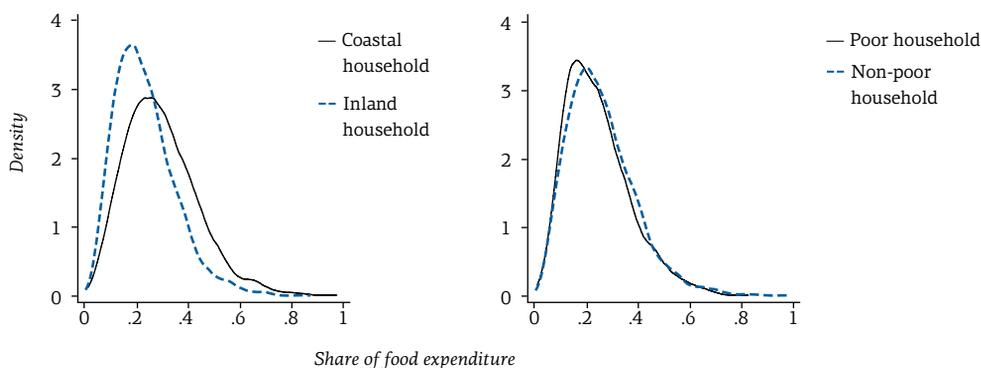 4
3
2
1
0
Density
0 .2 .4 .6 .8 1
Coastal
household
Inland
household
4
3
2
1
0
0 .2 .4 .6 .8 1
Poor household
Non-poor
household
Share of food expenditure